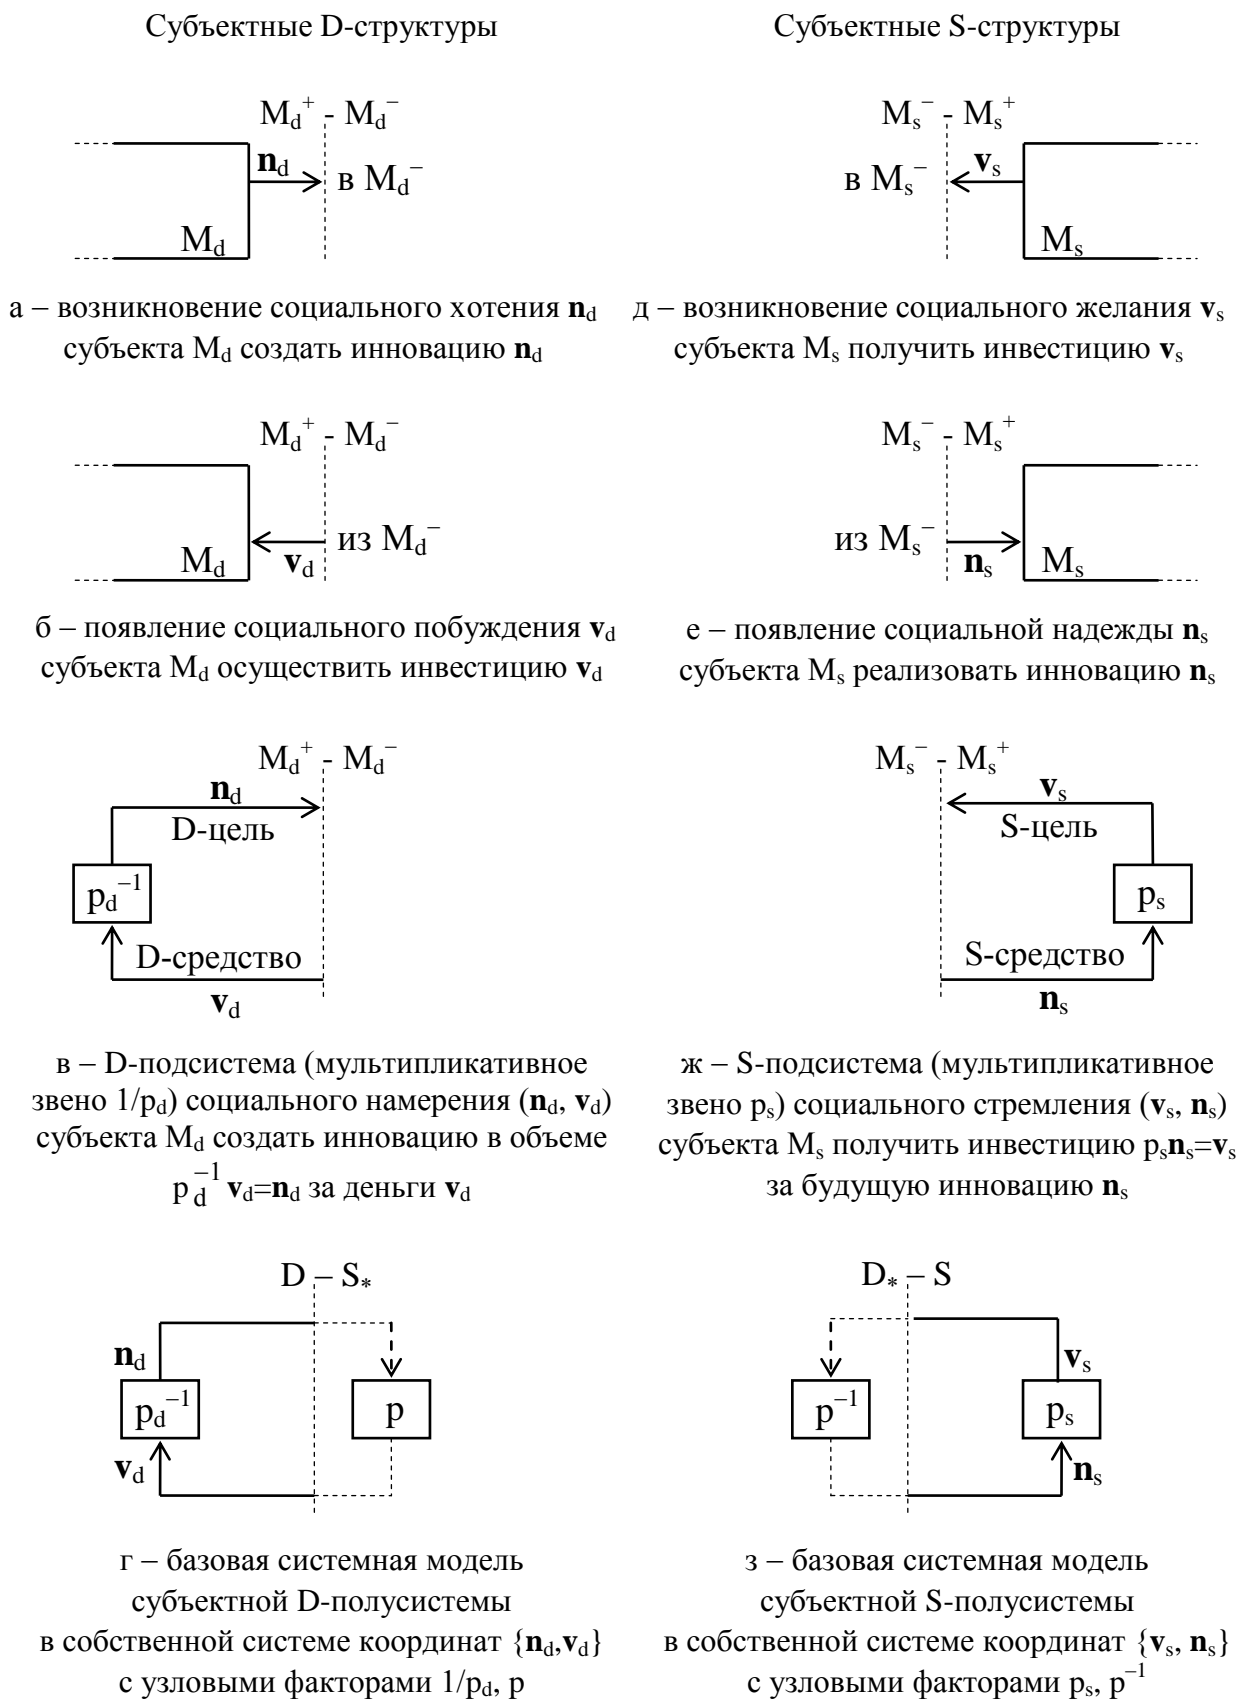 Субъектные D-структуры
Субъектные S-структуры
M_d^+ - M_d^−
n_d
в M_d^−
M_d
M_s^− - M_s^+
в M_s^−
v_s
M_s
а – возникновение социального хотения n_d
субъекта M_d создать инновацию n_d
д – возникновение социального желания v_s
субъекта M_s получить инвестицию v_s
M_d^+ - M_d^−
из M_d^−
M_d
v_d
M_s^− - M_s^+
из M_s^−
n_s
M_s
б – появление социального побуждения v_d
субъекта M_d осуществить инвестицию v_d
е – появление социальной надежды n_s
субъекта M_s реализовать инновацию n_s
M_d^+ - M_d^−
n_d
D-цель
p_d^−1
D-средство
v_d
M_s^− - M_s^+
v_s
S-цель
p_s
S-средство
n_s
в – D-подсистема (мультипликативное
звено 1/p_d) социального намерения (n_d, v_d)
субъекта M_d создать инновацию в объеме
p_d^−1 v_d=n_d за деньги v_d
ж – S-подсистема (мультипликативное
звено p_s) социального стремления (v_s, n_s)
субъекта M_s получить инвестицию p_s n_s=v_s
за будущую инновацию n_s
D – S_*
n_d
p_d^−1
p
v_d
D_* – S
v_s
p^−1
p_s
n_s
г – базовая системная модель
субъектной D-полусистемы
в собственной системе координат {n_d,v_d}
с узловыми факторами 1/p_d, p
з – базовая системная модель
субъектной S-полусистемы
в собственной системе координат {v_s, n_s}
с узловыми факторами p_s, p^−1